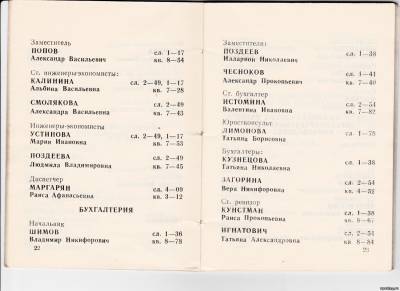 Заместитель
ПОПОВ сл. 1—17
Александр Васильевич кв. 8—34
Ст. инженеры-экономисты:
КАЛИНИНА сл. 2—49, 1—17
Альбина Васильевна кв. 7—28
СМОЛЯКОВА сл. 2—49
Александра Васильевна кв. 7—43
Инженеры-экономисты
УСТИНОВА сл. 2—49, 1—17
Мария Ивановна кв. 7—53
ПОЗДЕЕВА сл. 2—49
Людмила Владимировна кв. 7—45
Диспетчер
МАРГАРЯН сл. 4—09
Раиса Афанасьевна кв. 3—12
БУХГАЛТЕРИЯ
Начальник
ШИМОВ сл. 1—36
Владимир Никифорович кв. 8—78
22
Заместители:
ПОЗДЕЕВ сл. 1—38
Илларион Николаевич
ЧЕСНОКОВ сл. 1—41
Александр Прокопьевич кв. 7—40
Ст. бухгалтер
ИСТОМИНА сл. 2—54
Валентина Ивановна кв. 7—82
Юрисконсульт
ЛИМОНОВА сл. 1—78
Татьяна Борисовна
Бухгалтеры:
КУЗНЕЦОВА сл. 1—38
Татьяна Николаевна
ЗАГОРИНА сл. 2—54
Вера Никифоровна кв. 4—52
Ст. ревизор
КУНСТМАН сл. 1—38
Раиса Прокопьевна кв. 8—67
ИГНАТОВИЧ сл. 2—54
Татьяна Александровна кв. 8—84
23